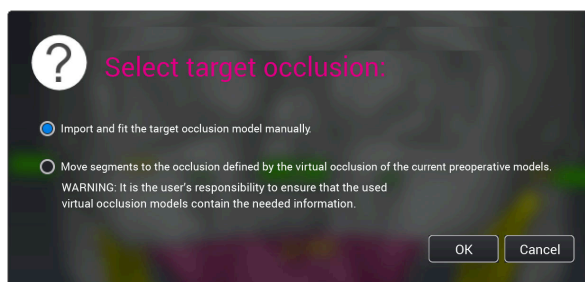 ?
Select target occlusion:
Import and fit the target occlusion model manually.
Move segments to the occlusion defined by the virtual occlusion of the current preoperative models.
WARNING: It is the user's responsibility to ensure that the used
virtual occlusion models contain the needed information.
OK Cancel